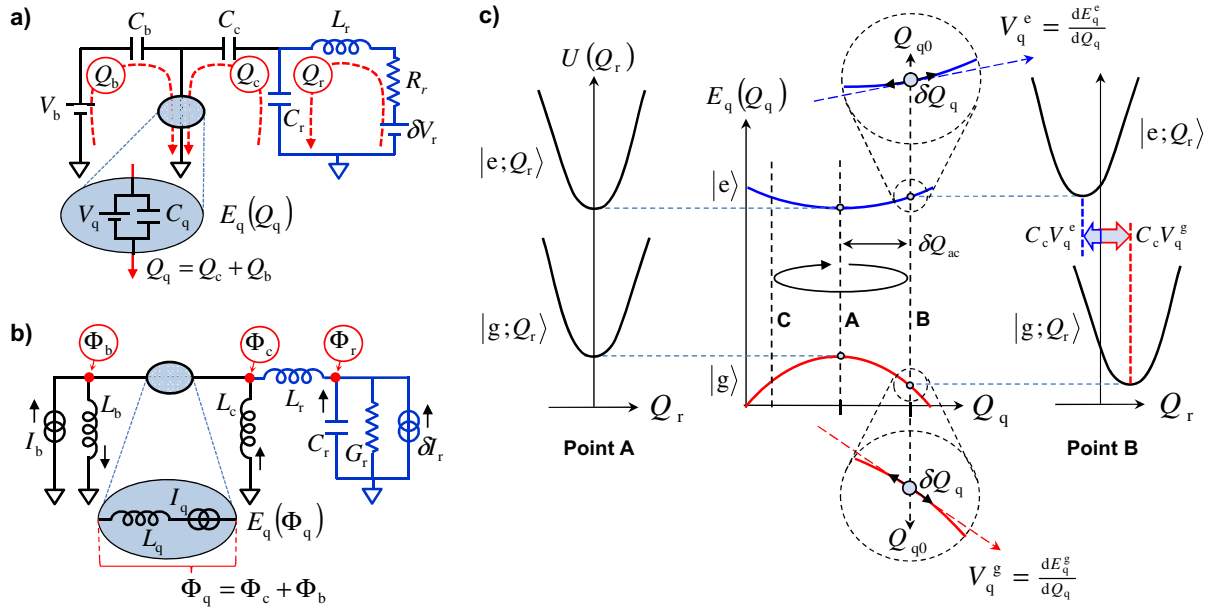 a)
C_b
C_c
L_r
Q_b
Q_c
Q_r
R_r
V_b
C_r
δV_r
V_q
C_q
E_q(Q_q)
Q_q = Q_c + Q_b
b)
Φ_b
Φ_c
Φ_r
L_b
L_c
L_r
I_b
C_r
G_r
δI_r
I_q
E_q(Φ_q)
L_q
Φ_q = Φ_c + Φ_b
c)
U(Q_r)
|e;Q_r⟩
|g;Q_r⟩
Q_r
Point A
E_q(Q_q)
Q_q0
δQ_q
V_q^e = dE_q^e/dQ_q
|e⟩
δQ_ac
C
A
B
|g⟩
Q_q
δQ_q
Q_q0
V_q^g = dE_q^g/dQ_q
|e;Q_r⟩
C_cV_q^e
C_cV_q^g
|g;Q_r⟩
Q_r
Point B